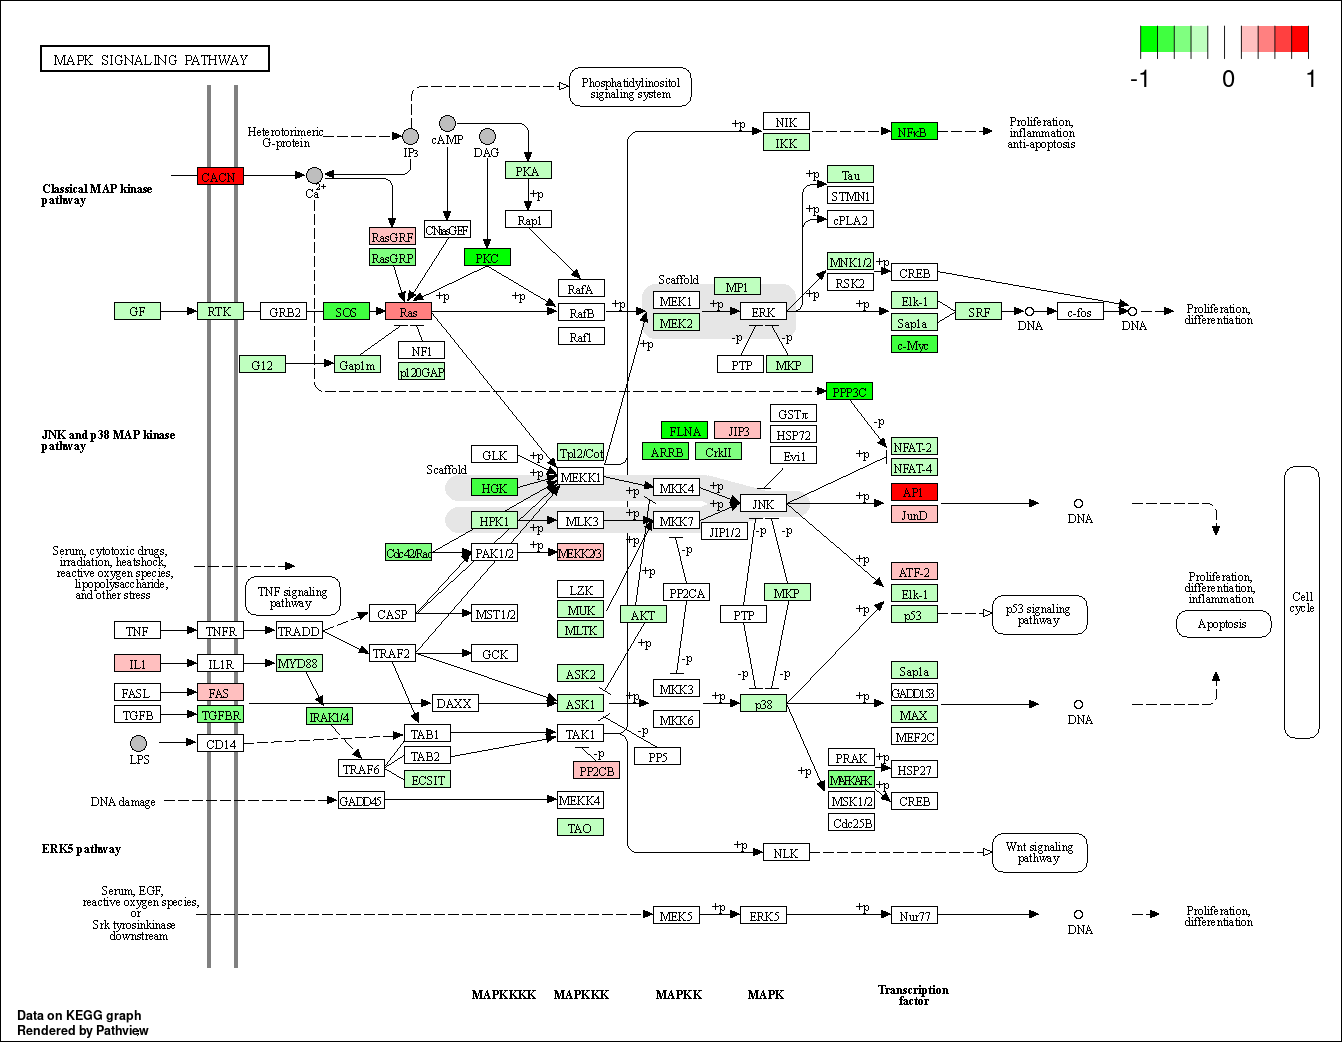 MAPK SIGNALING PATHWAY
-1 0 1
Phosphatidylinositol
signaling system
Heterotorimeric
G-protein
IP3
cAMP
DAG
+p
NIK
IKK
NFκB
Proliferation,
inflammation
anti-apoptosis
Classical MAP kinase
pathway
CACN
Ca2+
PKA
+p
Rap1
Tau
STMN1
cPLA2
+p
+p
RasGRF
RasGRP
CNrasGEF
PKC
RafA
RafB
Raf1
Scaffold
MP1
MNK1/2
RSK2
+p
CREB
GF
RTK
GRB2
SOS
Ras
+p
+p
+p
MEK1
MEK2
+p
ERK
+p
+p
Elk-1
Sap1a
c-Myc
SRF
DNA
c-fos
DNA
Proliferation,
differentiation
G12
Gap1m
NF1
p120GAP
+p
-p
-p
PTP
MKP
PPP3C
-p
JNK and p38 MAP kinase
pathway
GSTπ
HSP72
Evi1
FLNA
JIP3
ARRB
CrkII
NFAT-2
NFAT-4
GLK
+p
Tpl2/Cot
Scaffold
+p
MEKK1
HGK
+p
+p
MKK4
+p
JNK
+p
+p
AP1
JunD
DNA
HPK1
+p
MLK3
+p
MKK7
+p
JIP1/2
Cdc42/Rac
PAK1/2
+p
MEKK2/3
+p
-p
-p
-p
Serum, cytotoxic drugs,
irradiation, heatshock,
reactive oxygen species,
lipopolysaccharide,
and other stress
TNF signaling
pathway
LZK
MUK
MLTK
+p
AKT
PP2CA
PTP
MKP
+p
+p
ATF-2
Elk-1
p53
p53 signaling
pathway
Proliferation,
differentiation,
inflammation
Apoptosis
Cell
cycle
CASP
MST1/2
TNF
TNFR
TRADD
TRAF2
GCK
+p
-p
-p
-p
IL1
IL1R
MYD88
ASK2
Sap1a
FASL
FAS
DAXX
ASK1
+p
MKK3
MKK6
+p
p38
+p
GADD153
MAX
MEF2C
DNA
TGFB
TGFBR
IRAK1/4
LPS
CD14
TAB1
TAB2
TAK1
-p
-p
PP5
TRAF6
ECSIT
PP2CB
+p
PRAK
MAPKAPK
MSK1/2
Cdc25B
+p
+p
HSP27
CREB
DNA damage
GADD45
MEKK4
TAO
ERK5 pathway
+p
NLK
Wnt signaling
pathway
Serum, EGF,
reactive oxygen species,
or
Srk tyrosinkinase
downstream
MEK5
+p
ERK5
+p
Nur77
DNA
Proliferation,
differentiation
MAPKKKK
MAPKKK
MAPKK
MAPK
Transcription
factor
Data on KEGG graph
Rendered by Pathview